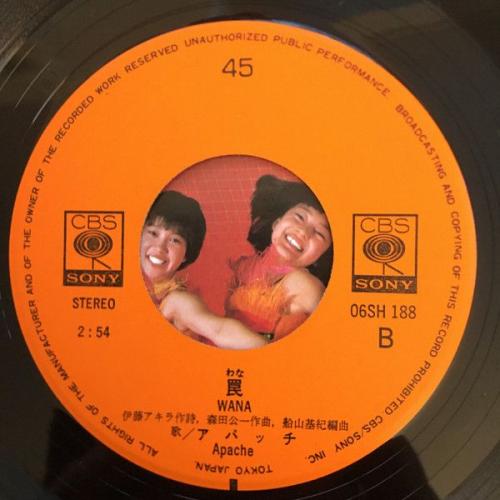 ALL RIGHTS OF THE MANUFACTURER AND OF THE OWNER OF THE RECORDED WORK RESERVED UNAUTHORIZED PUBLIC PERFORMANCE BROADCASTING AND COPYING OF THIS RECORD PROHIBITED CBS/SONY INC. TOKYO JAPAN.
45
CBS
SONY
CBS
SONY
STEREO
06SH 188
2:54
B
わな
罠
WANA
伊藤アキラ作詩, 森田公一作曲, 船山基紀編曲
歌/アパッチ
Apache